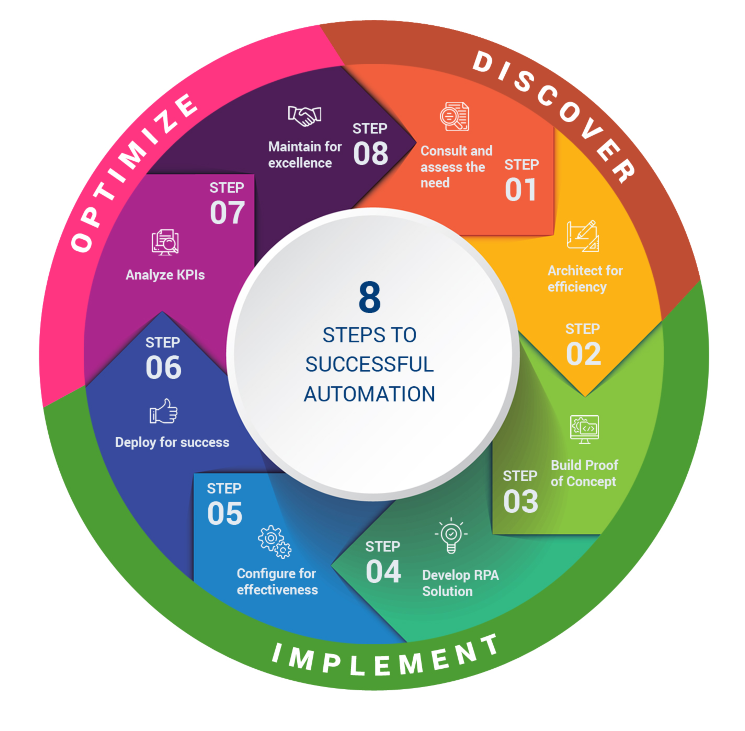 8
STEPS TO
SUCCESSFUL
AUTOMATION
DISCOVER
Consult and
assess the
need
STEP
01
Architect for
efficiency
STEP
02
IMPLEMENT
Build Proof
of Concept
STEP
03
Develop RPA
Solution
STEP
04
Configure for
effectiveness
STEP
05
Deploy for success
STEP
06
OPTIMIZE
Analyze KPIs
STEP
07
Maintain for
excellence
STEP
08